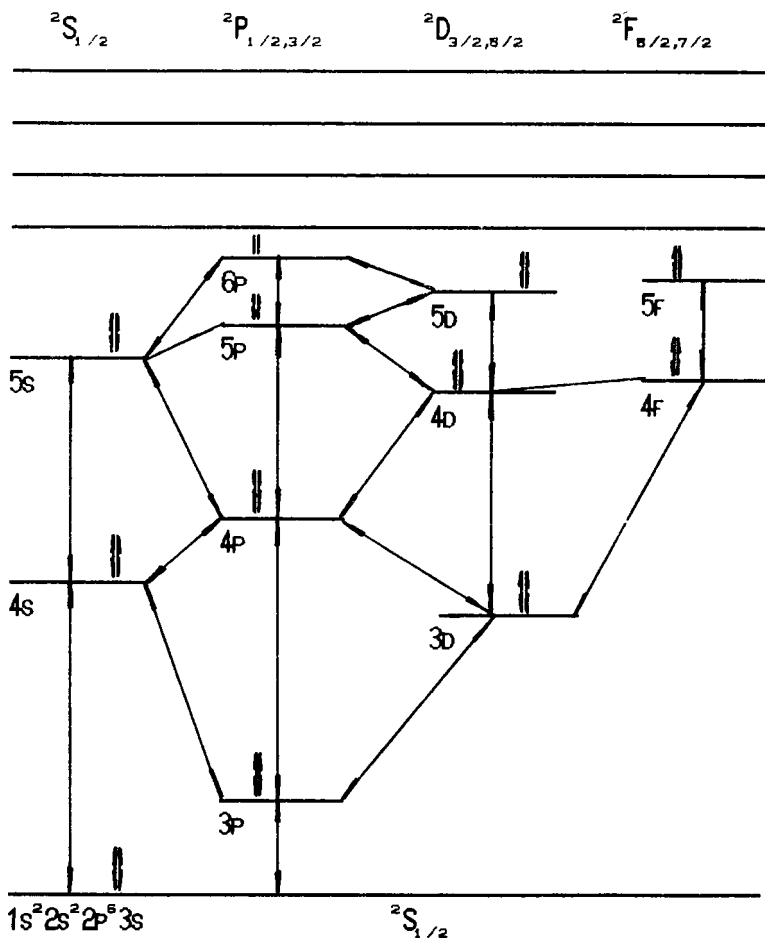 ²S₁/₂ ²P₁/₂,₃/₂ ²D₃/₂,₅/₂ ²F₅/₂,₇/₂
6P
5D
5F
5P
5S
4D
4F
4P
4S
3D
3P
1s²2s²2p⁶3s ²S₁/₂